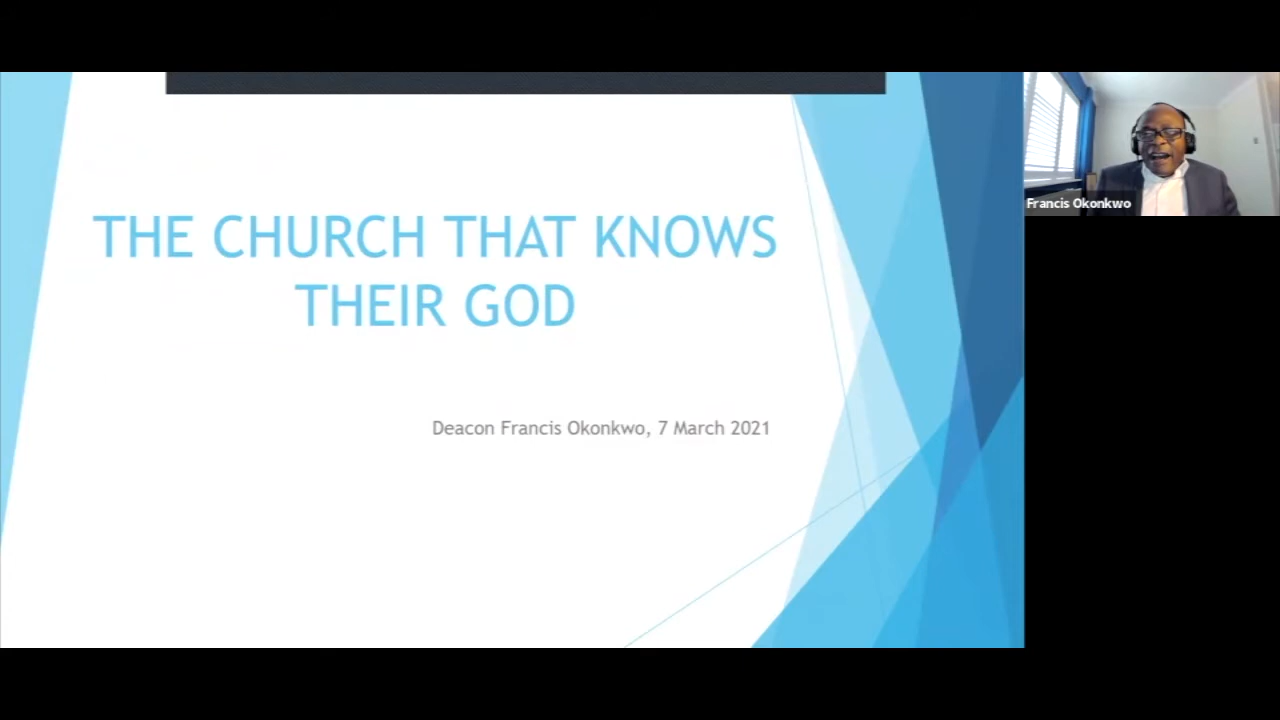 THE CHURCH THAT KNOWS
THEIR GOD
Deacon Francis Okonkwo, 7 March 2021
Francis Okonkwo